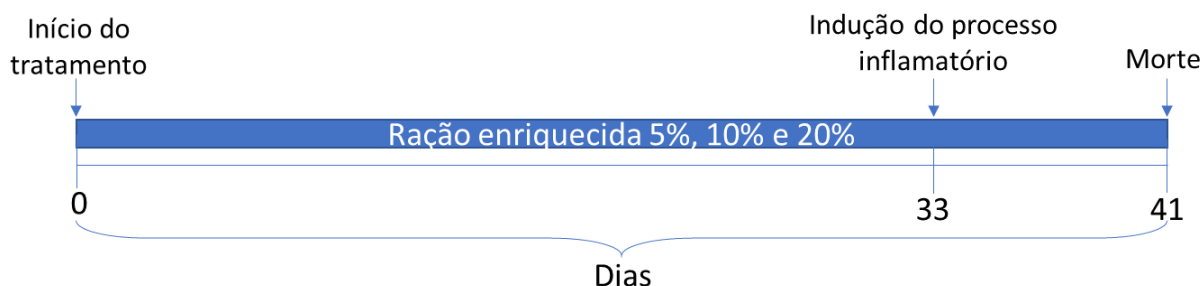 Início do
tratamento
Indução do processo
inflamatório
Morte
Ração enriquecida 5%, 10% e 20%
0
33
41
Dias